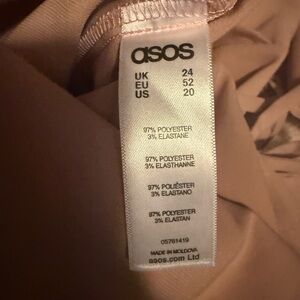 asos
UK 24
EU 52
US 20
97% POLYESTER
3% ELASTANE
97% POLYESTER
3% ELASTHANNE
97% POLIÉSTER
3% ELASTANO
97% POLYESTER
3% ELASTAN
05761419
MADE IN MOLDOVA
asos.com Ltd